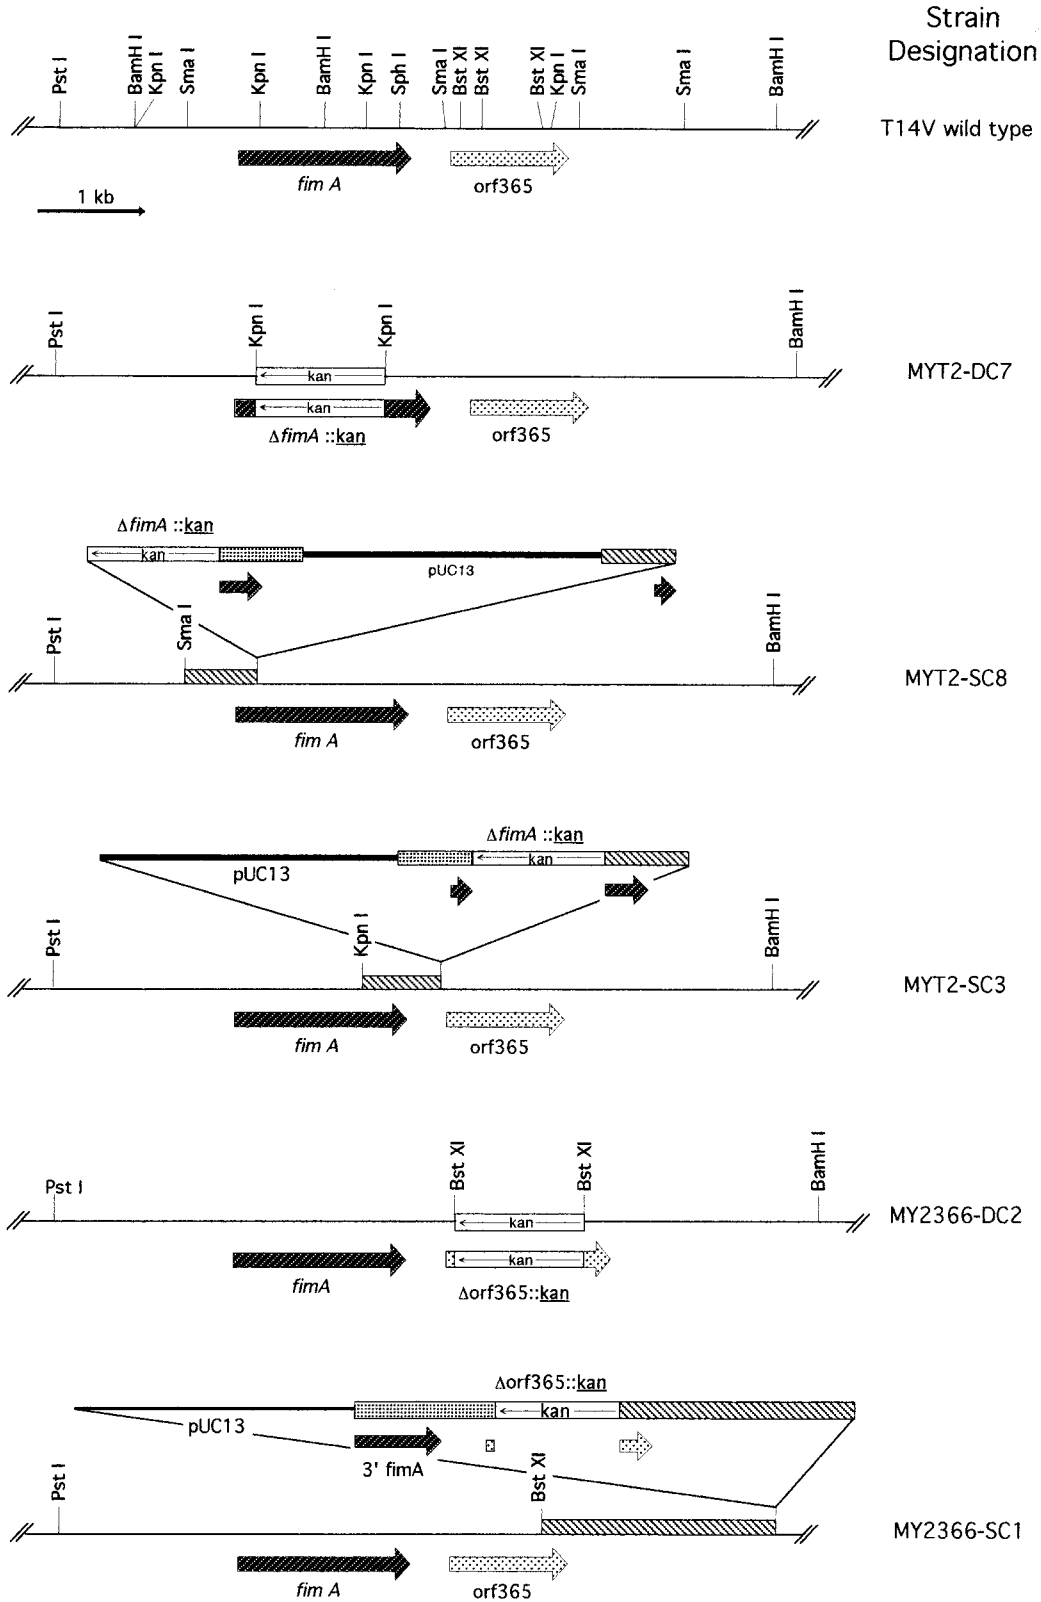 Strain
Designation
Pst I
BamH I
Kpn I
Sma I
Kpn I
BamH I
Kpn I
Sph I
Sma I
Bst XI
Bst XI
Bst XI
Kpn I
Sma I
Sma I
BamH I
T14V wild type
fim A
orf365
1 kb
Pst I
Kpn I
Kpn I
BamH I
kan
MYT2-DC7
kan
ΔfimA ::kan
orf365
ΔfimA ::kan
kan
pUC13
Pst I
Sma I
BamH I
MYT2-SC8
fim A
orf365
ΔfimA ::kan
kan
pUC13
Pst I
Kpn I
BamH I
MYT2-SC3
fim A
orf365
Pst I
Bst XI
Bst XI
BamH I
kan
MY2366-DC2
kan
fimA
Δorf365::kan
Δorf365::kan
kan
pUC13
3' fimA
Pst I
Bst XI
MY2366-SC1
fim A
orf365